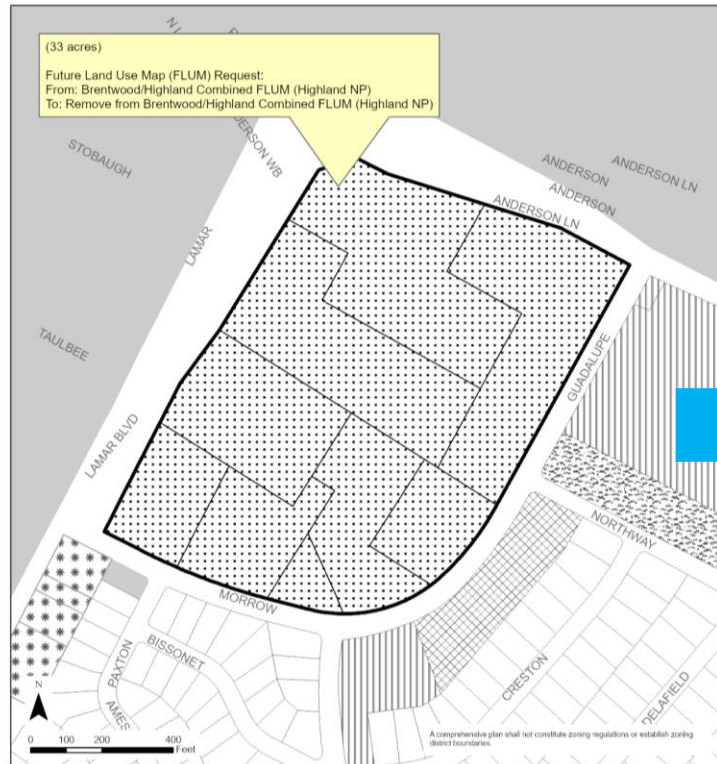 (33 acres)
Future Land Use Map (FLUM) Request:
From: Brentwood/Highland Combined FLUM (Highland NP)
To: Remove from Brentwood/Highland Combined FLUM (Highland NP)
STOBAUGH
ANDERSON LN
ANDERSON
ANDERSON
ANDERSON LN
LAMAR
TAULBEE
GUADALUPE
LAMAR BLVD
NORTHWAY
MORROW
PAXTON
BISSONET
CRESTON
DELAFIELD
AMES
N
0 100 200 400
Feet
A comprehensive plan shall not constitute zoning regulations or establish zoning
district boundaries.